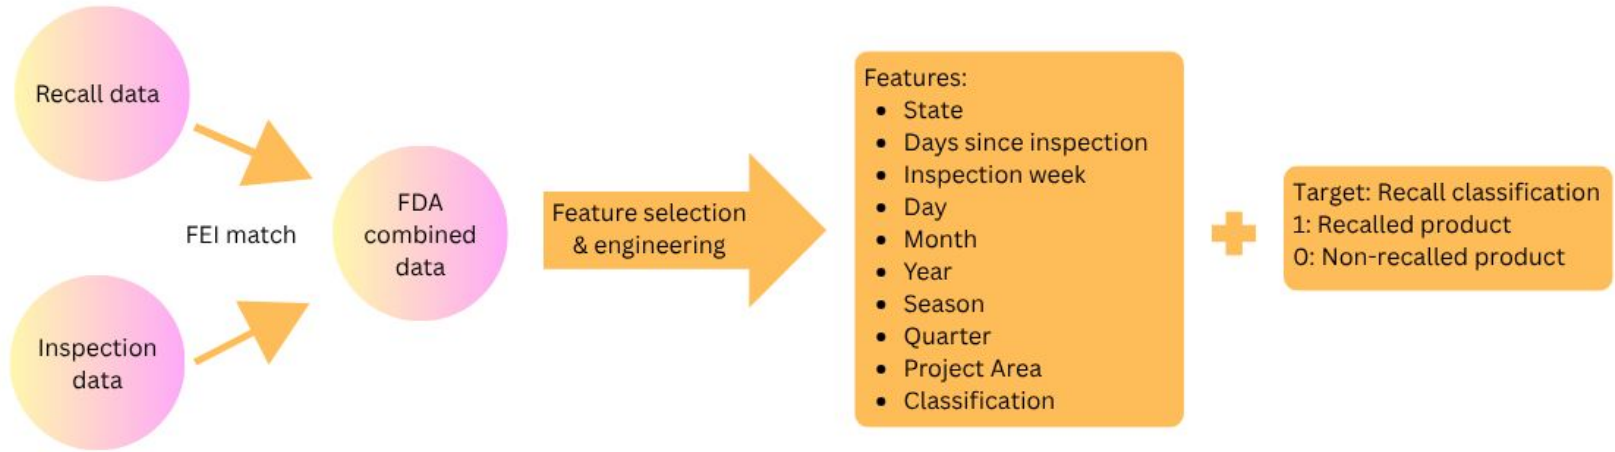 Recall data
FEI match
Inspection
data
FDA
combined
data
Feature selection
& engineering
Features:
• State
• Days since inspection
• Inspection week
• Day
• Month
• Year
• Season
• Quarter
• Project Area
• Classification
Target: Recall classification
1: Recalled product
0: Non-recalled product